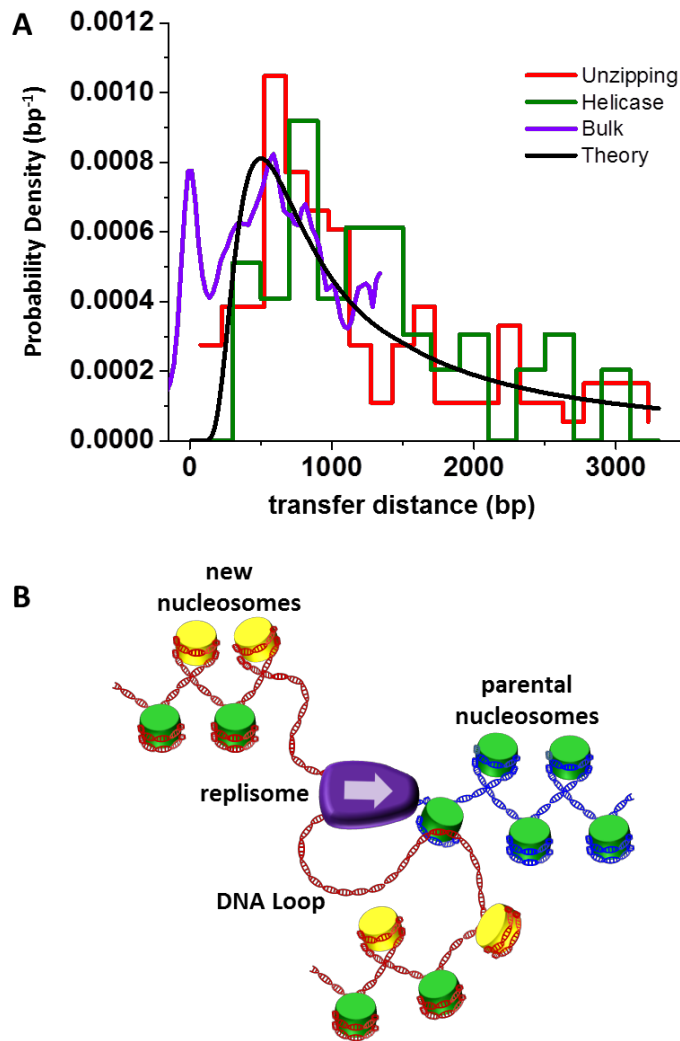 A
0.0012
0.0010
0.0008
0.0006
0.0004
0.0002
0.0000
Probability Density (bp-1)
Unzipping
Helicase
Bulk
Theory
0
1000
2000
3000
transfer distance (bp)
B
new
nucleosomes
parental
nucleosomes
replisome
DNA Loop